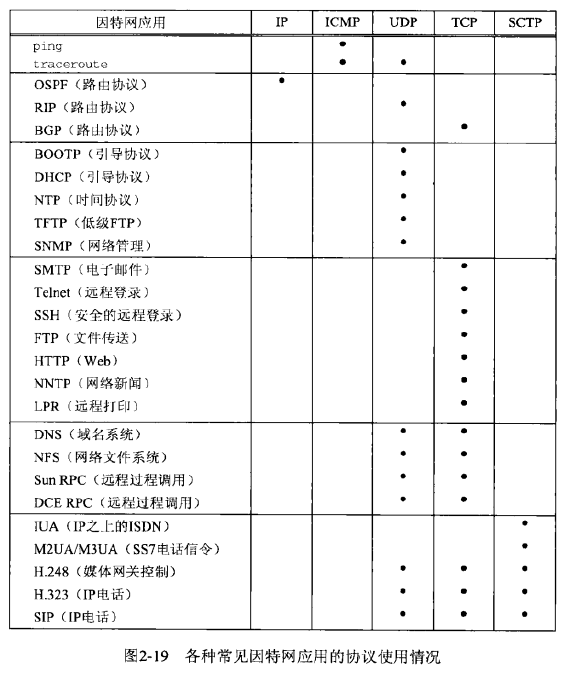 因特网应用 IP ICMP UDP TCP SCTP
ping •
traceroute • •
OSPF（路由协议） •
RIP（路由协议） •
BGP（路由协议） •
BOOTP（引导协议） •
DHCP（引导协议） •
NTP（时间协议） •
TFTP（低级FTP） •
SNMP（网络管理） •
SMTP（电子邮件） •
Telnet（远程登录） •
SSH（安全的远程登录） •
FTP（文件传送） •
HTTP（Web） •
NNTP（网络新闻） •
LPR（远程打印） •
DNS（域名系统） • •
NFS（网络文件系统） • •
Sun RPC（远程过程调用） • •
DCE RPC（远程过程调用） • •
IUA（IP之上的ISDN） •
M2UA/M3UA（SS7电话信令） •
H.248（媒体网关控制） • • •
H.323（IP电话） • • •
SIP（IP电话） • • •
图2-19 各种常见因特网应用的协议使用情况